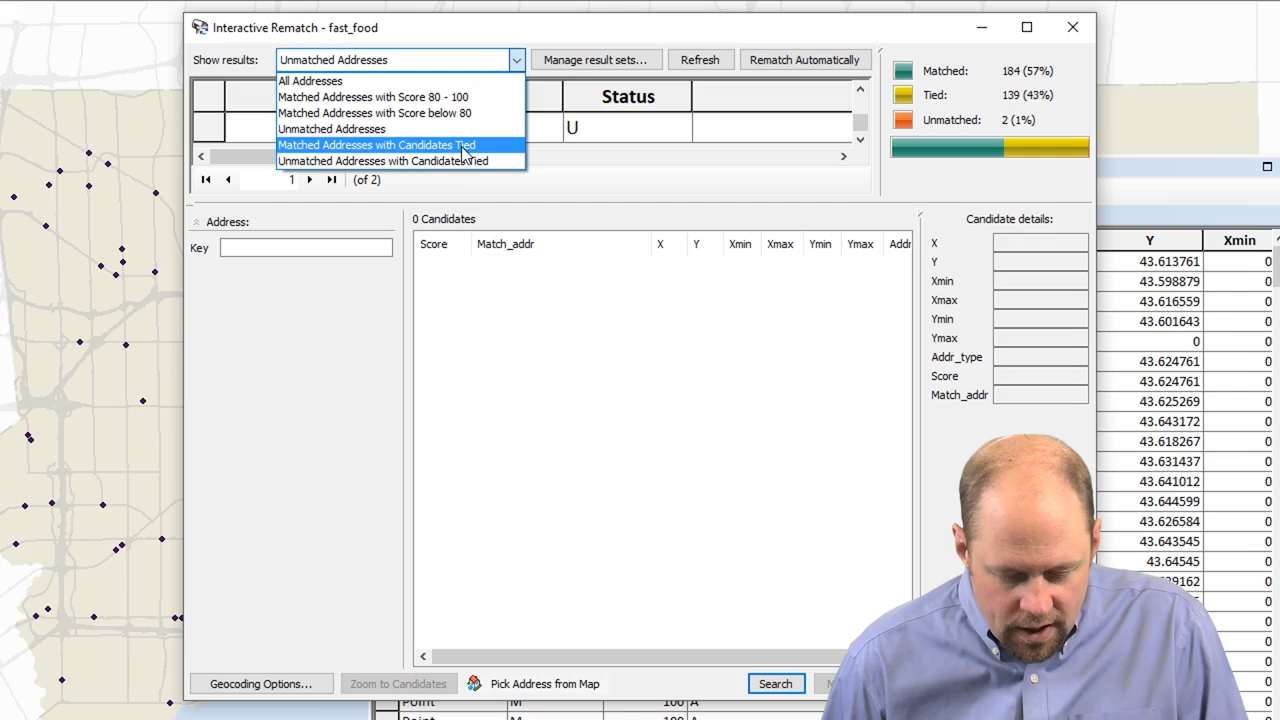 Interactive Rematch - fast_food
Show results:
Unmatched Addresses
Manage result sets...
Refresh
Rematch Automatically
All Addresses
Matched Addresses with Score 80 - 100
Matched Addresses with Score below 80
Unmatched Addresses
Matched Addresses with Candidates Tied
Unmatched Addresses with Candidates Tied
Status
U
Matched: 184 (57%)
Tied: 139 (43%)
Unmatched: 2 (1%)
1 (of 2)
Address:
Key
0 Candidates
Score Match_addr X Y Xmin Xmax Ymin Ymax Addr
Candidate details:
X
Y
Xmin
Xmax
Ymin
Ymax
Addr_type
Score
Match_addr
Geocoding Options...
Zoom to Candidates
Pick Address from Map
Search
Y Xmin
43.613761 0
43.598879 0
43.616559 0
43.601643 0
0 0
43.624761 0
43.624761 0
43.625269 0
43.643172 0
43.618267 0
43.631437 0
43.641012 0
43.644599 0
43.626584 0
43.643545 0
43.64545 0
0
0
0
0
Point M 100 A